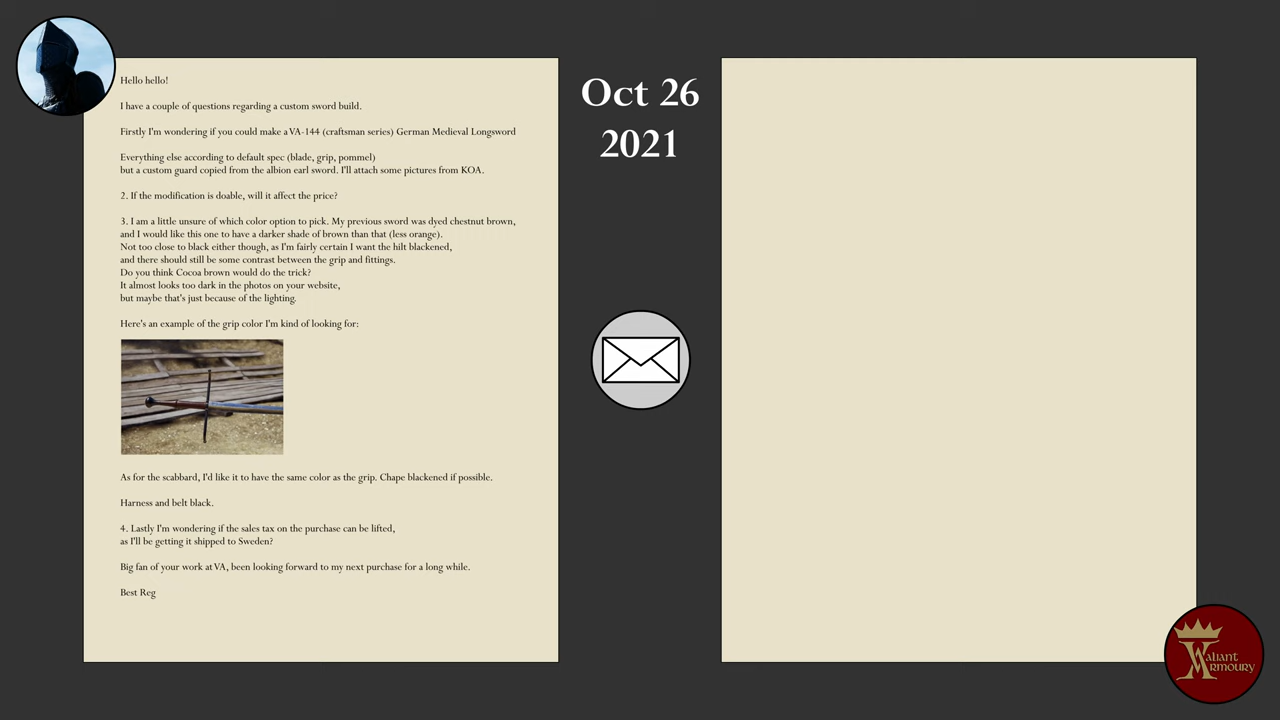 Hello hello!
I have a couple of questions regarding a custom sword build.
Firstly I'm wondering if you could make a VA-144 (craftsman series) German Medieval Longsword
Everything else according to default spec (blade, grip, pommel)
but a custom guard copied from the albion earl sword. I'll attach some pictures from KOA.
2. If the modification is doable, will it affect the price?
3. I am a little unsure of which color option to pick. My previous sword was dyed chestnut brown,
and I would like this one to have a darker shade of brown than that (less orange).
Not too close to black either though, as I'm fairly certain I want the hilt blackened,
and there should still be some contrast between the grip and fittings.
Do you think Cocoa brown would do the trick?
It almost looks too dark in the photos on your website,
but maybe that's just because of the lighting.
Here's an example of the grip color I'm kind of looking for:
As for the scabbard, I'd like it to have the same color as the grip. Chape blackened if possible.
Harness and belt black.
4. Lastly I'm wondering if the sales tax on the purchase can be lifted,
as I'll be getting it shipped to Sweden?
Big fan of your work at VA, been looking forward to my next purchase for a long while.
Best Reg
Oct 26
2021
Valiant
Armoury